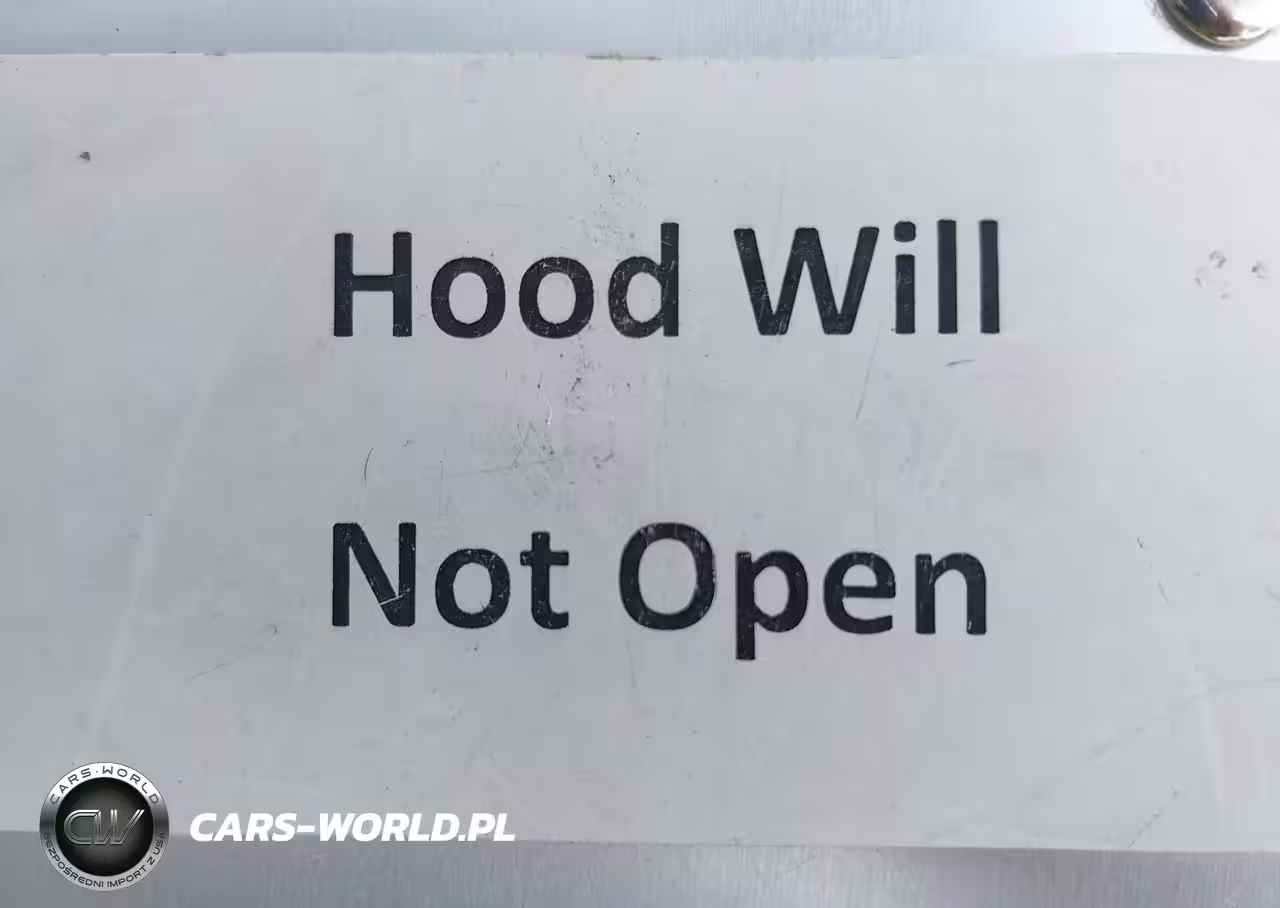 Hood Will
Not Open
CARS-WORLD
CW
BEZPOŚREDNI IMPORT Z USA
CARS-WORLD.PL